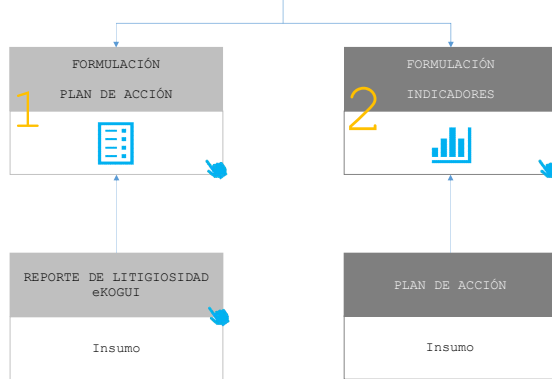 FORMULACIÓN
PLAN DE ACCIÓN
1
FORMULACIÓN
INDICADORES
2
REPORTE DE LITIGIOSIDAD
eKOGUI
Insumo
PLAN DE ACCIÓN
Insumo